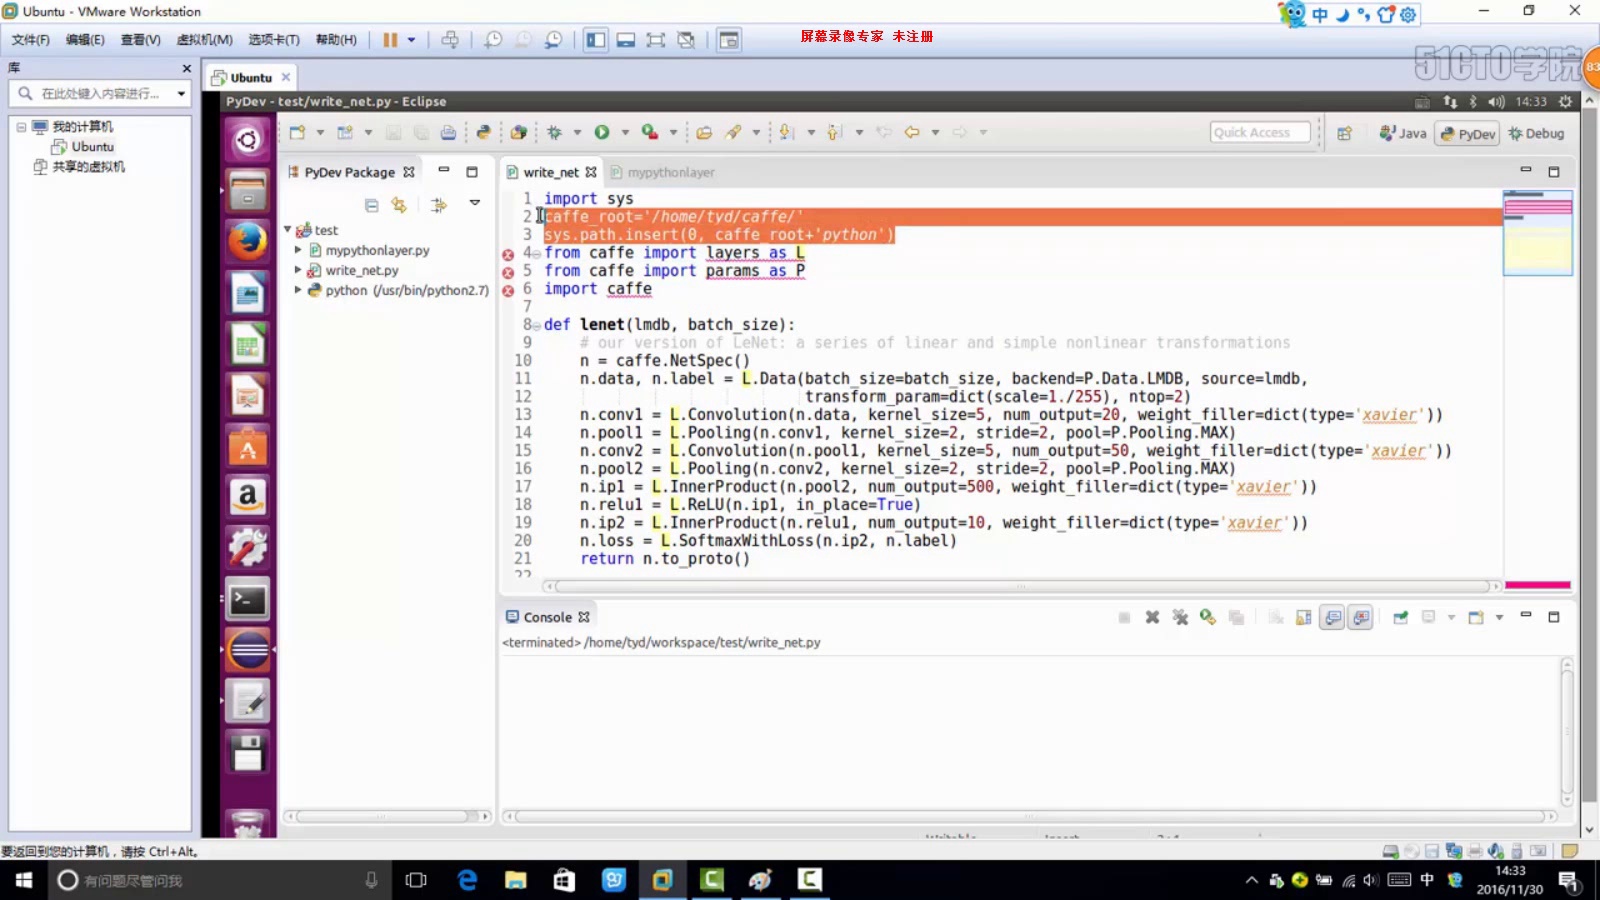 Ubuntu - VMware Workstation
中
文件(F) 编辑(E) 查看(V) 虚拟机(M) 选项卡(T) 帮助(H)
屏幕录像专家 未注册
51CTO学院
83
库
Ubuntu
在此处键入内容进行...
PyDev - test/write_net.py - Eclipse
14:33
我的计算机
Ubuntu
共享的虚拟机
Quick Access
Java
PyDev
Debug
PyDev Package
write_net
mypythonlayer
test
mypythonlayer.py
write_net.py
python (/usr/bin/python2.7)
1 import sys
2 caffe_root='/home/tyd/caffe/'
3 sys.path.insert(0, caffe_root+'python')
4 from caffe import layers as L
5 from caffe import params as P
6 import caffe
7
8 def lenet(lmdb, batch_size):
9 # our version of LeNet: a series of linear and simple nonlinear transformations
10 n = caffe.NetSpec()
11 n.data, n.label = L.Data(batch_size=batch_size, backend=P.Data.LMDB, source=lmdb,
12 transform_param=dict(scale=1./255), ntop=2)
13 n.conv1 = L.Convolution(n.data, kernel_size=5, num_output=20, weight_filler=dict(type='xavier'))
14 n.pool1 = L.Pooling(n.conv1, kernel_size=2, stride=2, pool=P.Pooling.MAX)
15 n.conv2 = L.Convolution(n.pool1, kernel_size=5, num_output=50, weight_filler=dict(type='xavier'))
16 n.pool2 = L.Pooling(n.conv2, kernel_size=2, stride=2, pool=P.Pooling.MAX)
17 n.ip1 = L.InnerProduct(n.pool2, num_output=500, weight_filler=dict(type='xavier'))
18 n.relu1 = L.ReLU(n.ip1, in_place=True)
19 n.ip2 = L.InnerProduct(n.relu1, num_output=10, weight_filler=dict(type='xavier'))
20 n.loss = L.SoftmaxWithLoss(n.ip2, n.label)
21 return n.to_proto()
22
Console
<terminated> /home/tyd/workspace/test/write_net.py
要返回到您的计算机，请按 Ctrl+Alt。
有问题尽管问我
中
14:33
2016/11/30
1